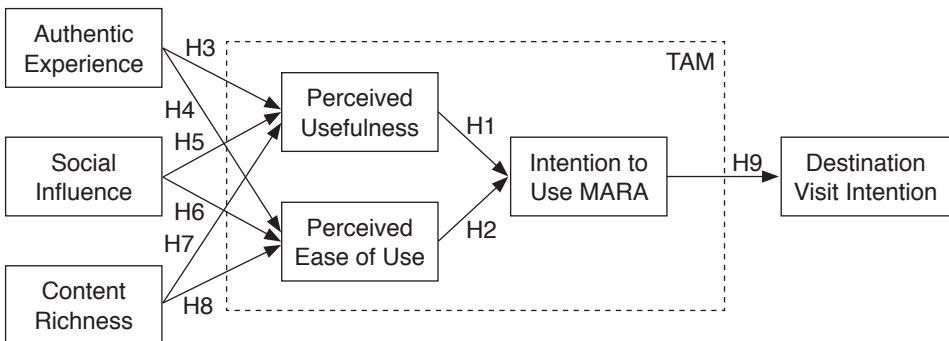 Authentic
Experience
H3
TAM
H4
Perceived
Usefulness
H1
Social
Influence
H5
Intention to
Use MARA
H9
Destination
Visit Intention
H6
H7
Perceived
Ease of Use
H2
Content
Richness
H8